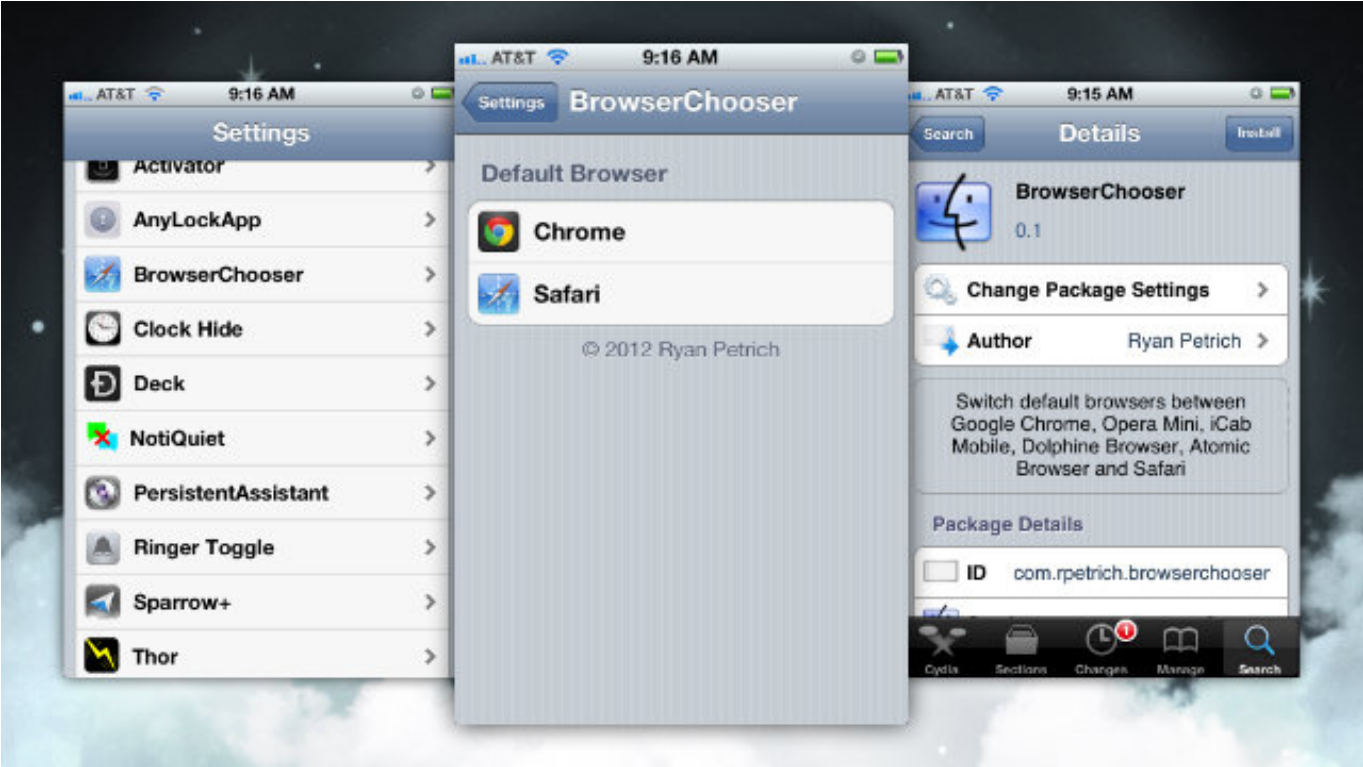 AT&T 9:16 AM
Settings
Activator
AnyLockApp
BrowserChooser
Clock Hide
Deck
NotiQuiet
PersistentAssistant
Ringer Toggle
Sparrow+
Thor
AT&T 9:16 AM
Settings BrowserChooser
Default Browser
Chrome
Safari
© 2012 Ryan Petrich
AT&T 9:15 AM
Search Details Install
BrowserChooser
0.1
Change Package Settings
Author Ryan Petrich
Switch default browsers between
Google Chrome, Opera Mini, iCab
Mobile, Dolphine Browser, Atomic
Browser and Safari
Package Details
ID com.rpetrich.browserchooser
1
Cydia Sections Changes Manage Search